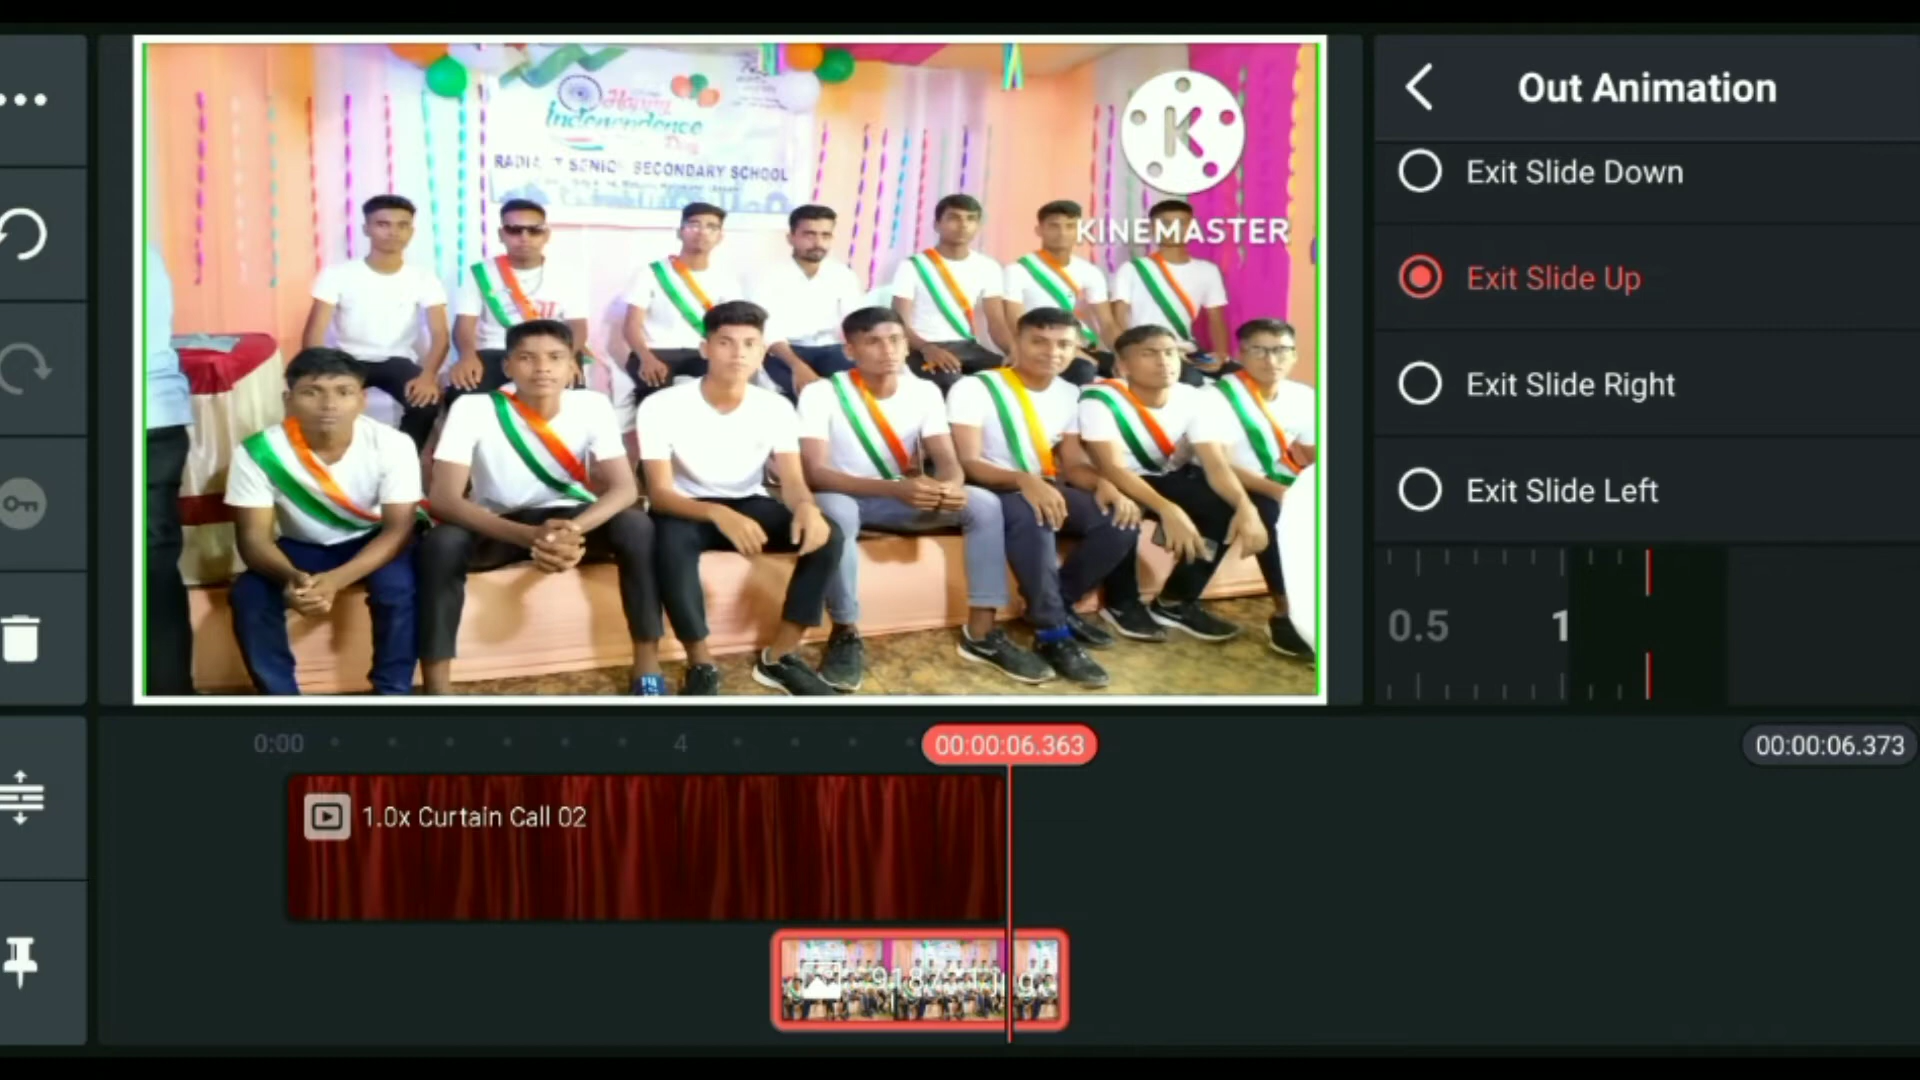 Out Animation
Exit Slide Down
Exit Slide Up
Exit Slide Right
Exit Slide Left
0.5
1
Happy
Independence
Day
SECONDARY SCHOOL
K
KINEMASTER
0:00
4
00:00:06.363
00:00:06.373
1.0x Curtain Call 02